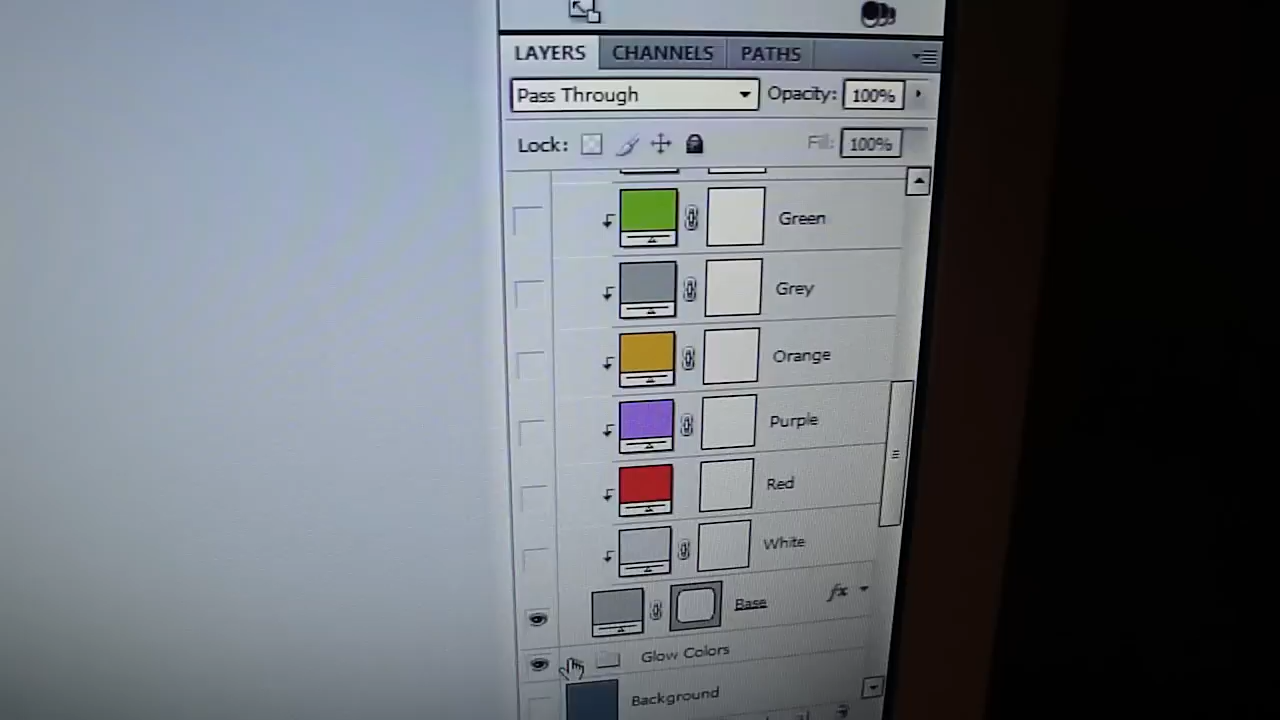 LAYERS CHANNELS PATHS
Pass Through Opacity: 100%
Lock: Fill: 100%
Green
Grey
Orange
Purple
Red
White
Base fx
Glow Colors
Background